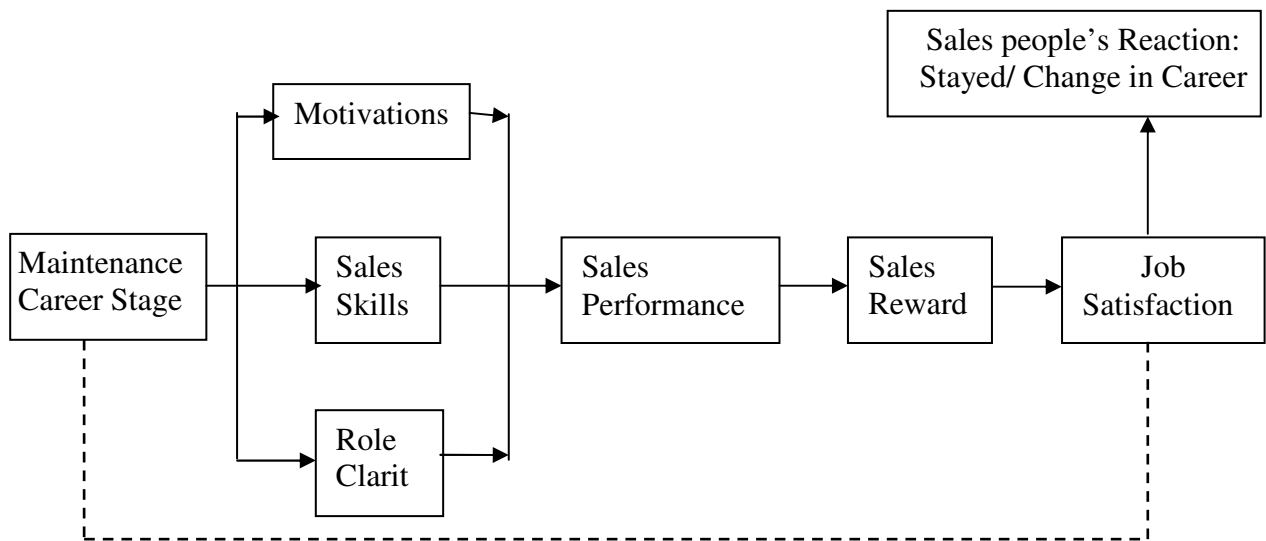 Sales people's Reaction:
Stayed/ Change in Career
Motivations
Maintenance
Career Stage
Sales
Skills
Sales
Performance
Sales
Reward
Job
Satisfaction
Role
Clarit